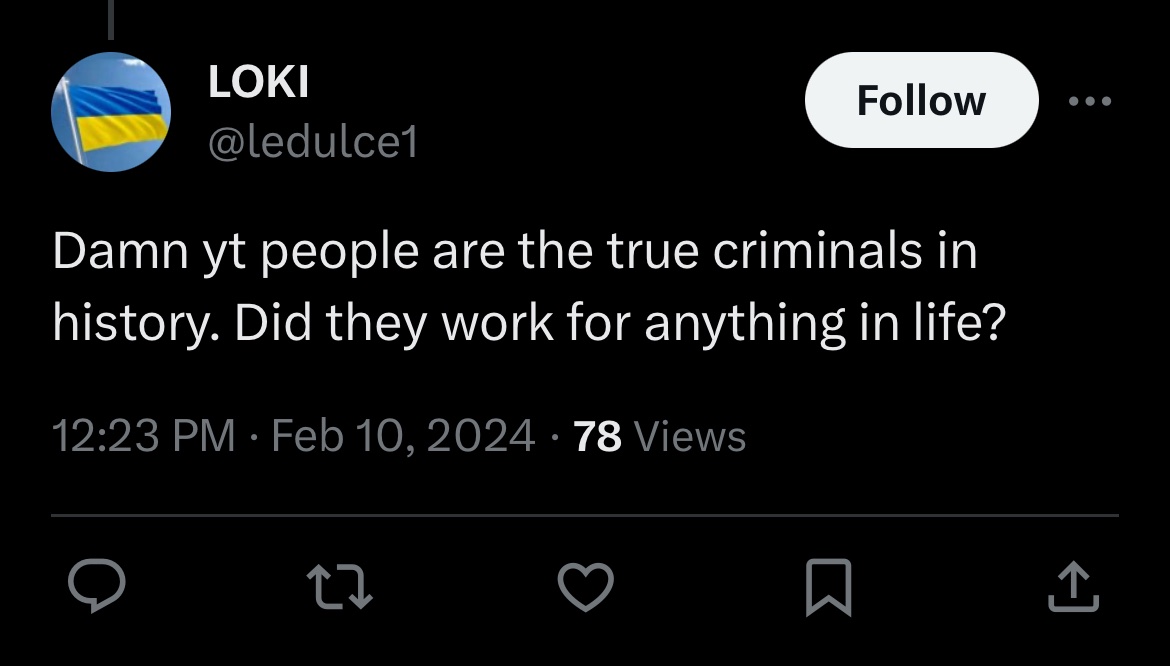 LOKI
Follow
@ledulce1
Damn yt people are the true criminals in
history. Did they work for anything in life?
12:23 PM · Feb 10, 2024 · 78 Views